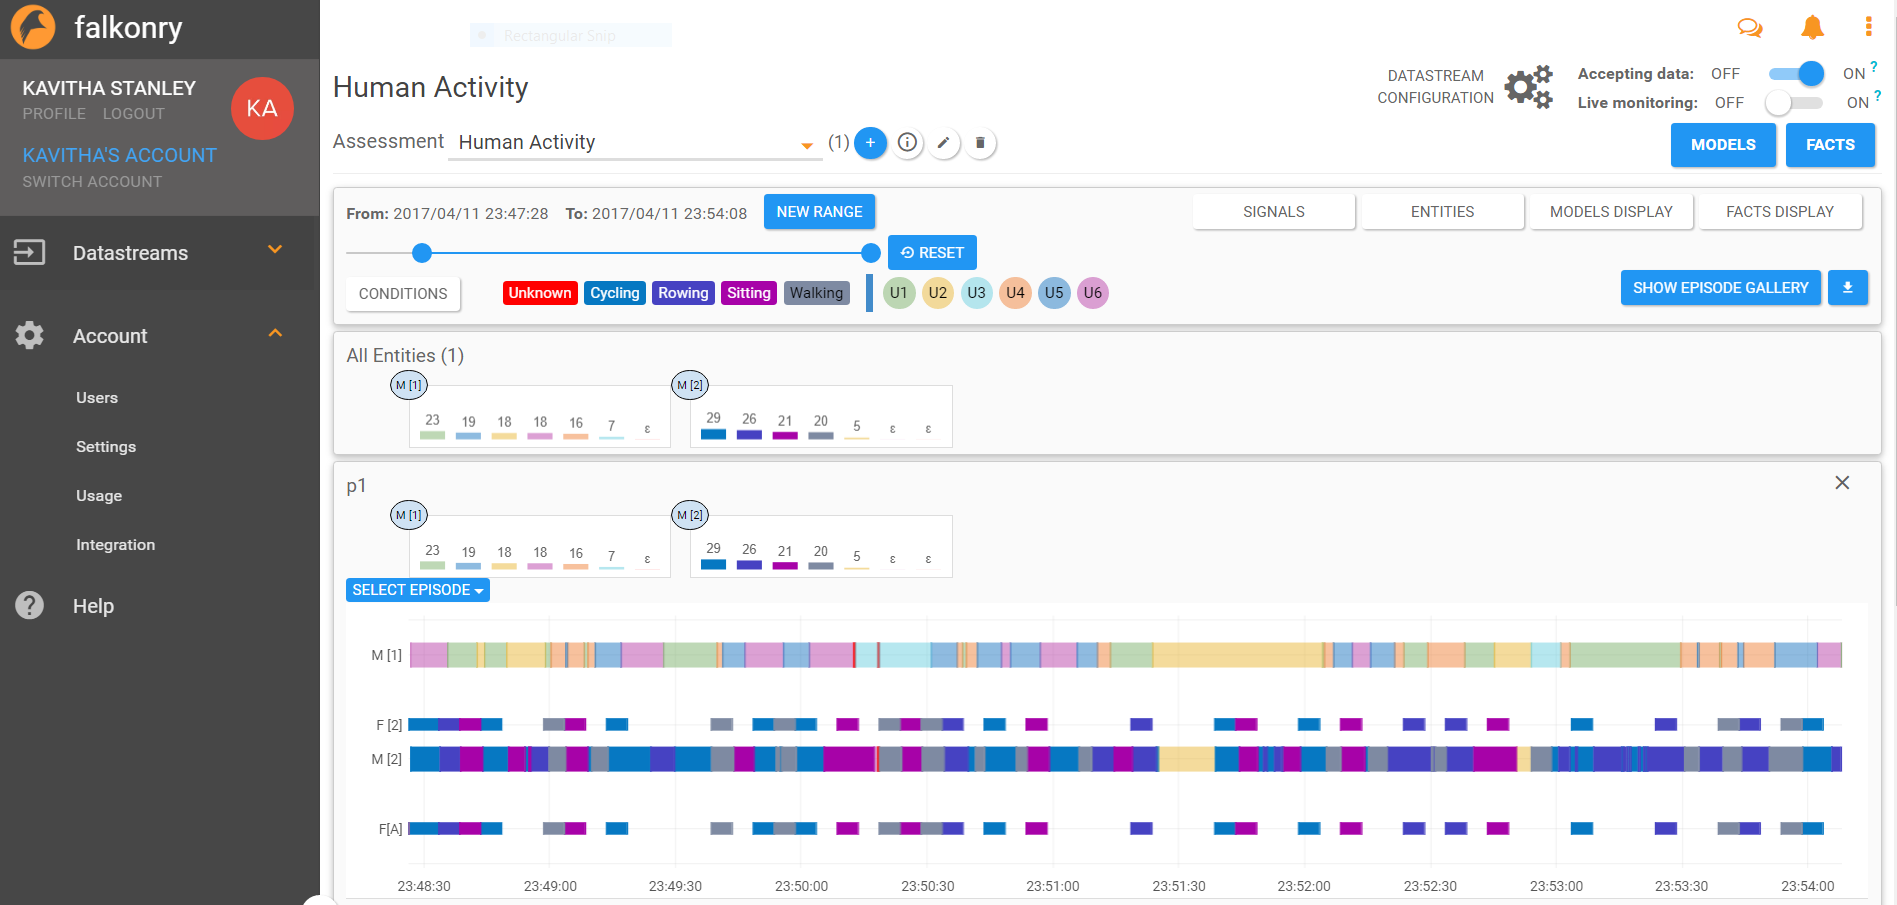 falkonry
KAVITHA STANLEY
PROFILE LOGOUT
KA
KAVITHA'S ACCOUNT
SWITCH ACCOUNT
Datastreams
Account
Users
Settings
Usage
Integration
Help
Rectangular Snip
Human Activity
DATASTREAM
CONFIGURATION
Accepting data: OFF ON ?
Live monitoring: OFF ON ?
Assessment Human Activity (1) +
MODELS FACTS
From: 2017/04/11 23:47:28 To: 2017/04/11 23:54:08 NEW RANGE
SIGNALS ENTITIES MODELS DISPLAY FACTS DISPLAY
RESET
CONDITIONS Unknown Cycling Rowing Sitting Walking U1 U2 U3 U4 U5 U6
SHOW EPISODE GALLERY
All Entities (1)
M [1] M [2]
23 19 18 18 16 7 ε 29 26 21 20 5 ε ε
p1
M [1] M [2]
23 19 18 18 16 7 ε 29 26 21 20 5 ε ε
SELECT EPISODE
M [1]
F [2]
M [2]
F[A]
23:48:30 23:49:00 23:49:30 23:50:00 23:50:30 23:51:00 23:51:30 23:52:00 23:52:30 23:53:00 23:53:30 23:54:00